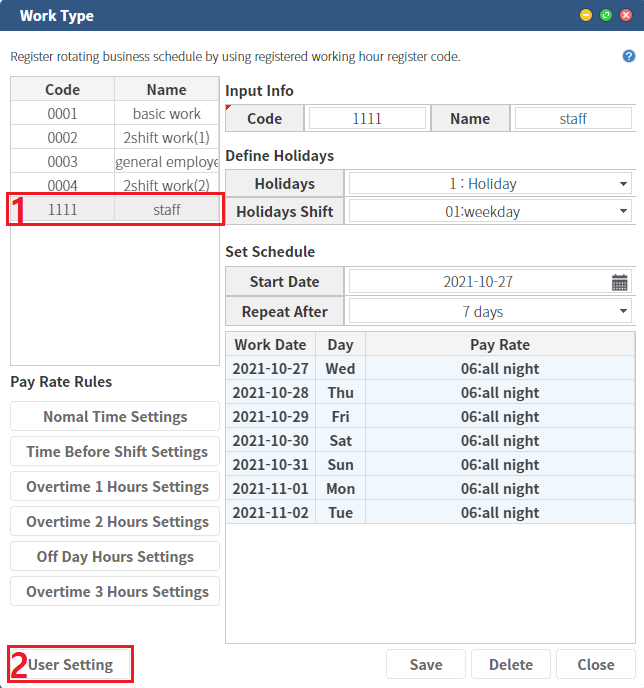 Work Type
Register rotating business schedule by using registered working hour register code.
Code Name
0001 basic work
0002 2shift work(1)
0003 general employe
0004 2shift work(2)
1 1111 staff
Pay Rate Rules
Nomal Time Settings
Time Before Shift Settings
Overtime 1 Hours Settings
Overtime 2 Hours Settings
Off Day Hours Settings
Overtime 3 Hours Settings
2 User Setting
Input Info
Code 1111 Name staff
Define Holidays
Holidays 1 : Holiday
Holidays Shift 01:weekday
Set Schedule
Start Date 2021-10-27
Repeat After 7 days
Work Date Day Pay Rate
2021-10-27 Wed 06:all night
2021-10-28 Thu 06:all night
2021-10-29 Fri 06:all night
2021-10-30 Sat 06:all night
2021-10-31 Sun 06:all night
2021-11-01 Mon 06:all night
2021-11-02 Tue 06:all night
Save Delete Close